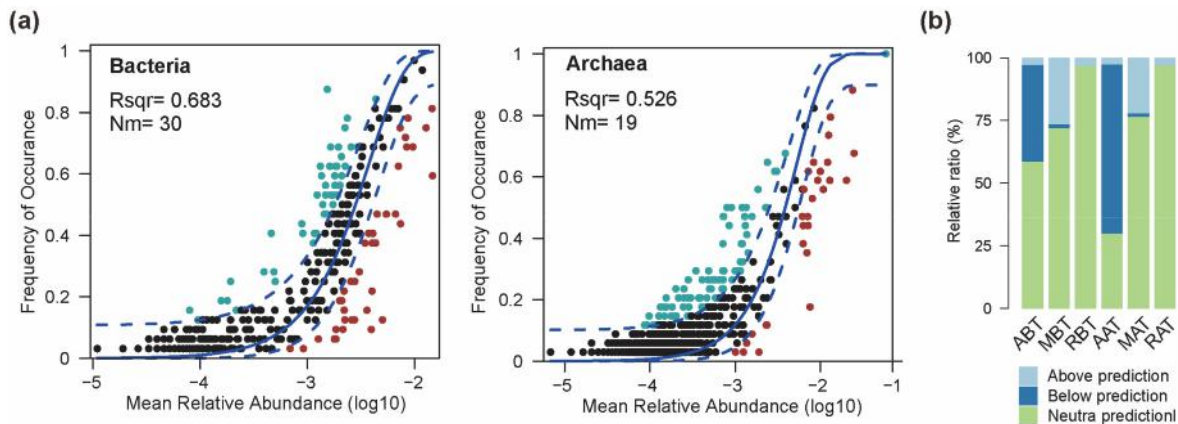 (a)
Bacteria
Rsqr= 0.683
Nm= 30
Frequency of Occurance
1
0.8
0.6
0.4
0.2
0
−5
−4
−3
−2
Mean Relative Abundance (log10)
Archaea
Rsqr= 0.526
Nm= 19
Frequency of Occurance
1
0.8
0.6
0.4
0.2
0
−5
−4
−3
−2
−1
Mean Relative Abundance (log10)
(b)
Relative ratio (%)
100
75
50
25
0
ABT
MBT
RBT
AAT
MAT
RAT
Above prediction
Below prediction
Neutra predictionl